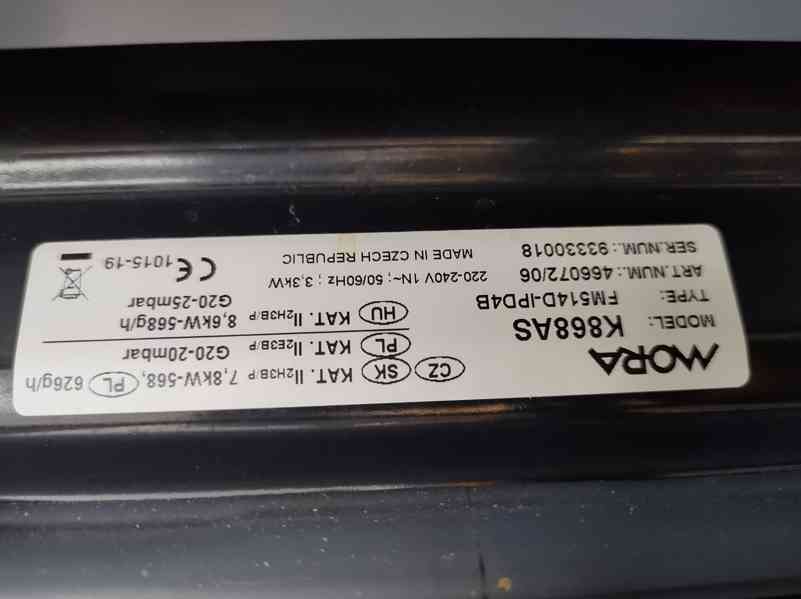 MORA
MODEL: K868AS
TYPE: FM514D-IPD4B
ART.NUM.: 466072/06
SER.NUM.: 93330018
CZ SK KAT. II2H3B/P 7,8kW-568, PL 626g/h
PL KAT. II2E3B/P G20-20mbar
HU KAT. II2H3B/P 8,6kW-568g/h
G20-25mbar
220-240V 1N~; 50/60Hz ; 3,3kW
MADE IN CZECH REPUBLIC
CE 1015-19